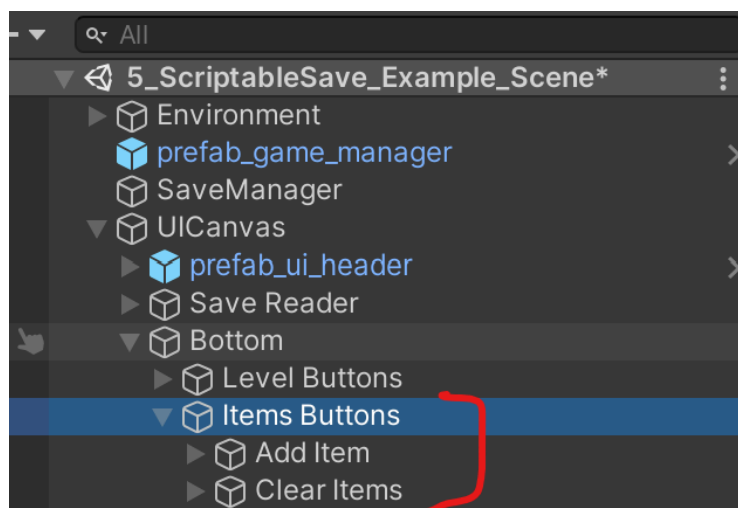 All
5_ScriptableSave_Example_Scene*
Environment
prefab_game_manager
SaveManager
UICanvas
prefab_ui_header
Save Reader
Bottom
Level Buttons
Items Buttons
Add Item
Clear Items